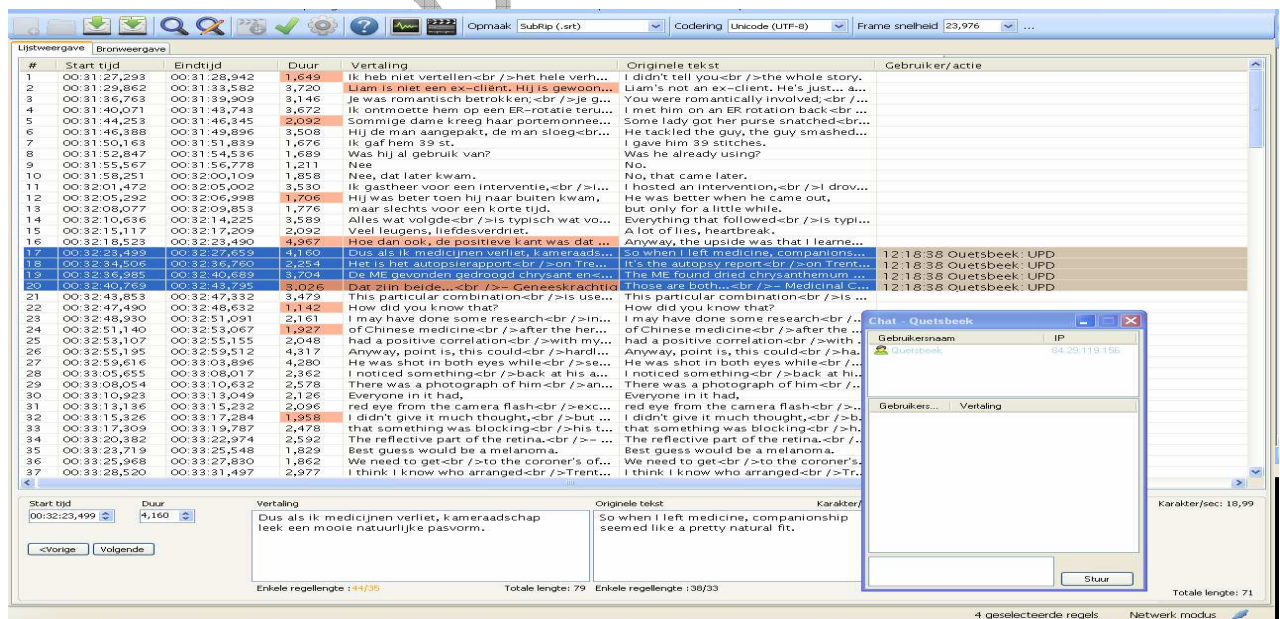 Opmaak SubRip (.srt) Codering Unicode (UTF-8) Frame snelheid 23,976 ...
Lijstweergave Bronweergave
# Start tijd Eindtijd Duur Vertaling Originele tekst Gebruiker/actie
1 00:31:27,293 00:31:28,942 1,649 Ik heb niet vertellen<br />het hele verh... I didn't tell you<br />the whole story.
2 00:31:29,862 00:31:33,582 3,720 Liam is niet een ex-cliënt. Hij is gewoon... Liam's not an ex-client. He's just... a...
3 00:31:36,763 00:31:39,909 3,146 Je was romantisch betrokken;<br />je g... You were romantically involved;<br /...
4 00:31:40,071 00:31:43,743 3,672 Ik ontmoette hem op een ER-rotatie teru... I met him on an ER rotation back<br ...
5 00:31:44,253 00:31:46,345 2,092 Sommige dame kreeg haar portemonnee... Some lady got her purse snatched<br...
6 00:31:46,388 00:31:49,896 3,508 Hij de man aangepakt, de man sloeg<br... He tackled the guy, the guy smashed...
7 00:31:50,163 00:31:51,839 1,676 Ik gaf hem 39 st. I gave him 39 stitches.
8 00:31:52,847 00:31:54,536 1,689 Was hij al gebruik van? Was he already using?
9 00:31:55,567 00:31:56,778 1,211 Nee No.
10 00:31:58,251 00:32:00,109 1,858 Nee, dat later kwam. No, that came later.
11 00:32:01,472 00:32:05,002 3,530 Ik gastheer voor een interventie,<br />i... I hosted an intervention,<br />I drov...
12 00:32:05,292 00:32:06,998 1,706 Hij was beter toen hij naar buiten kwam, He was better when he came out,
13 00:32:08,077 00:32:09,853 1,776 maar slechts voor een korte tijd. but only for a little while.
14 00:32:10,636 00:32:14,225 3,589 Alles wat volgde<br />is typisch wat vo... Everything that followed<br />is typi...
15 00:32:15,117 00:32:17,209 2,092 Veel leugens, liefdesverdriet. A lot of lies, heartbreak.
16 00:32:18,523 00:32:23,490 4,967 Hoe dan ook, de positieve kant was dat ... Anyway, the upside was that I learne...
17 00:32:23,499 00:32:27,659 4,160 Dus als ik medicijnen verliet, kameraads... So when I left medicine, companions... 12:18:38 Quetsbeek: UPD
18 00:32:34,506 00:32:36,760 2,254 Het is het autopsierapport<br />on Tre... It's the autopsy report<br />on Trent... 12:18:38 Quetsbeek: UPD
19 00:32:36,985 00:32:40,689 3,704 De ME gevonden gedroogd chrysant en<... The ME found dried chrysanthemum ... 12:18:38 Quetsbeek: UPD
20 00:32:40,769 00:32:43,795 3,026 Dat zijn beide...<br />- Geneeskrachtig Those are both...<br />- Medicinal C... 12:18:38 Quetsbeek: UPD
21 00:32:43,853 00:32:47,332 3,479 This particular combination<br />is use... This particular combination<br />is ...
22 00:32:47,490 00:32:48,632 1,142 How did you know that? How did you know that?
23 00:32:48,930 00:32:51,091 2,161 I may have done some research<br />in... I may have done some research<br /..
24 00:32:51,140 00:32:53,067 1,927 of Chinese medicine<br />after the her... of Chinese medicine<br />after the ...
25 00:32:53,107 00:32:55,155 2,048 had a positive correlation<br />with my... had a positive correlation<br />with .
26 00:32:55,195 00:32:59,512 4,317 Anyway, point is, this could<br />hardl... Anyway, point is, this could<br />ha.
27 00:32:59,616 00:33:03,896 4,280 He was shot in both eyes while<br />se... He was shot in both eyes while<br /..
28 00:33:05,655 00:33:08,017 2,362 I noticed something<br />back at his a... I noticed something<br />back at hi..
29 00:33:08,054 00:33:10,632 2,578 There was a photograph of him<br />an... There was a photograph of him<br /..
30 00:33:10,923 00:33:13,049 2,126 Everyone in it had, Everyone in it had,
31 00:33:13,136 00:33:15,232 2,096 red eye from the camera flash<br />exc... red eye from the camera flash<br />..
32 00:33:15,326 00:33:17,284 1,958 I didn't give it much thought,<br />but ... I didn't give it much thought,<br />b.
33 00:33:17,309 00:33:19,787 2,478 that something was blocking<br />his t... that something was blocking<br />h.
34 00:33:20,382 00:33:22,974 2,592 The reflective part of the retina.<br />- ... The reflective part of the retina.<br /.
35 00:33:23,719 00:33:25,548 1,829 Best guess would be a melanoma. Best guess would be a melanoma.
36 00:33:25,968 00:33:27,830 1,862 We need to get<br />to the coroner's of... We need to get<br />to the coroner's.
37 00:33:28,520 00:33:31,497 2,977 I think I know who arranged<br />Trent... I think I know who arranged<br />Tr..
Chat - Quetsbeek
Gebruikersnaam IP
Quetsbeek 84.29.119.156
Gebruikers... Vertaling
Stuur
Start tijd Duur Vertaling Originele tekst Karakter/ Karakter/sec: 18,99
00:32:23,499 4,160
Dus als ik medicijnen verliet, kameraadschap
leek een mooie natuurlijke pasvorm.
So when I left medicine, companionship
seemed like a pretty natural fit.
<Vorige Volgende
Enkele regellengte :44/35 Totale lengte: 79 Enkele regellengte :38/33 Totale lengte: 71
4 geselecteerde regels Netwerk modus